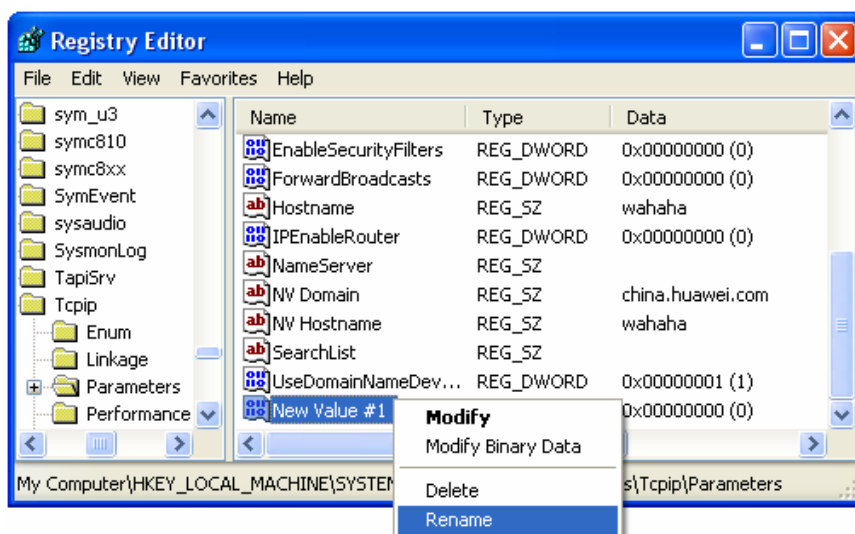 Registry Editor
File Edit View Favorites Help
sym_u3
symc810
symc8xx
SymEvent
sysaudio
SysmonLog
TapiSrv
Tcpip
Enum
Linkage
Parameters
Performance
Name Type Data
EnableSecurityFilters REG_DWORD 0x00000000 (0)
ForwardBroadcasts REG_DWORD 0x00000000 (0)
Hostname REG_SZ wahaha
IPEnableRouter REG_DWORD 0x00000000 (0)
NameServer REG_SZ
NV Domain REG_SZ china.huawei.com
NV Hostname REG_SZ wahaha
SearchList REG_SZ
UseDomainNameDev... REG_DWORD 0x00000001 (1)
New Value #1 0x00000000 (0)
Modify
Modify Binary Data
Delete
Rename
My Computer\HKEY_LOCAL_MACHINE\SYSTEM s\Tcpip\Parameters